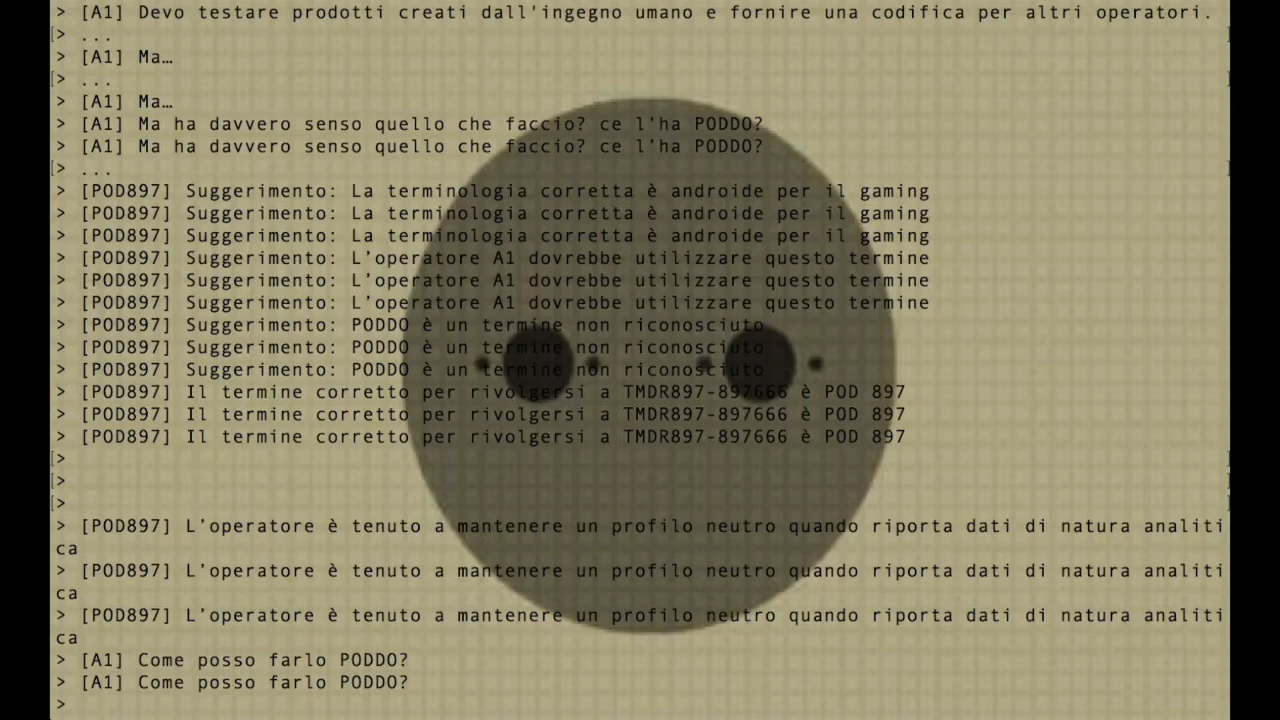 > [A1] Devo testare prodotti creati dall'ingegno umano e fornire una codifica per altri operatori.
[> ... ]
> [A1] Ma…
[> ... ]
> [A1] Ma…
> [A1] Ma ha davvero senso quello che faccio? ce l’ha PODDO?
> [A1] Ma ha davvero senso quello che faccio? ce l’ha PODDO?
[> ... ]
> [POD897] Suggerimento: La terminologia corretta è androide per il gaming
> [POD897] Suggerimento: La terminologia corretta è androide per il gaming
> [POD897] Suggerimento: La terminologia corretta è androide per il gaming
> [POD897] Suggerimento: L’operatore A1 dovrebbe utilizzare questo termine
> [POD897] Suggerimento: L’operatore A1 dovrebbe utilizzare questo termine
> [POD897] Suggerimento: L’operatore A1 dovrebbe utilizzare questo termine
> [POD897] Suggerimento: PODDO è un termine non riconosciuto
> [POD897] Suggerimento: PODDO è un termine non riconosciuto
> [POD897] Suggerimento: PODDO è un termine non riconosciuto
> [POD897] Il termine corretto per rivolgersi a TMDR897-897666 è POD 897
> [POD897] Il termine corretto per rivolgersi a TMDR897-897666 è POD 897
> [POD897] Il termine corretto per rivolgersi a TMDR897-897666 è POD 897
[> ]
[> ]
[> ]
> [POD897] L’operatore è tenuto a mantenere un profilo neutro quando riporta dati di natura analiti
ca
> [POD897] L’operatore è tenuto a mantenere un profilo neutro quando riporta dati di natura analiti
ca
> [POD897] L’operatore è tenuto a mantenere un profilo neutro quando riporta dati di natura analiti
ca
> [A1] Come posso farlo PODDO?
> [A1] Come posso farlo PODDO?
>